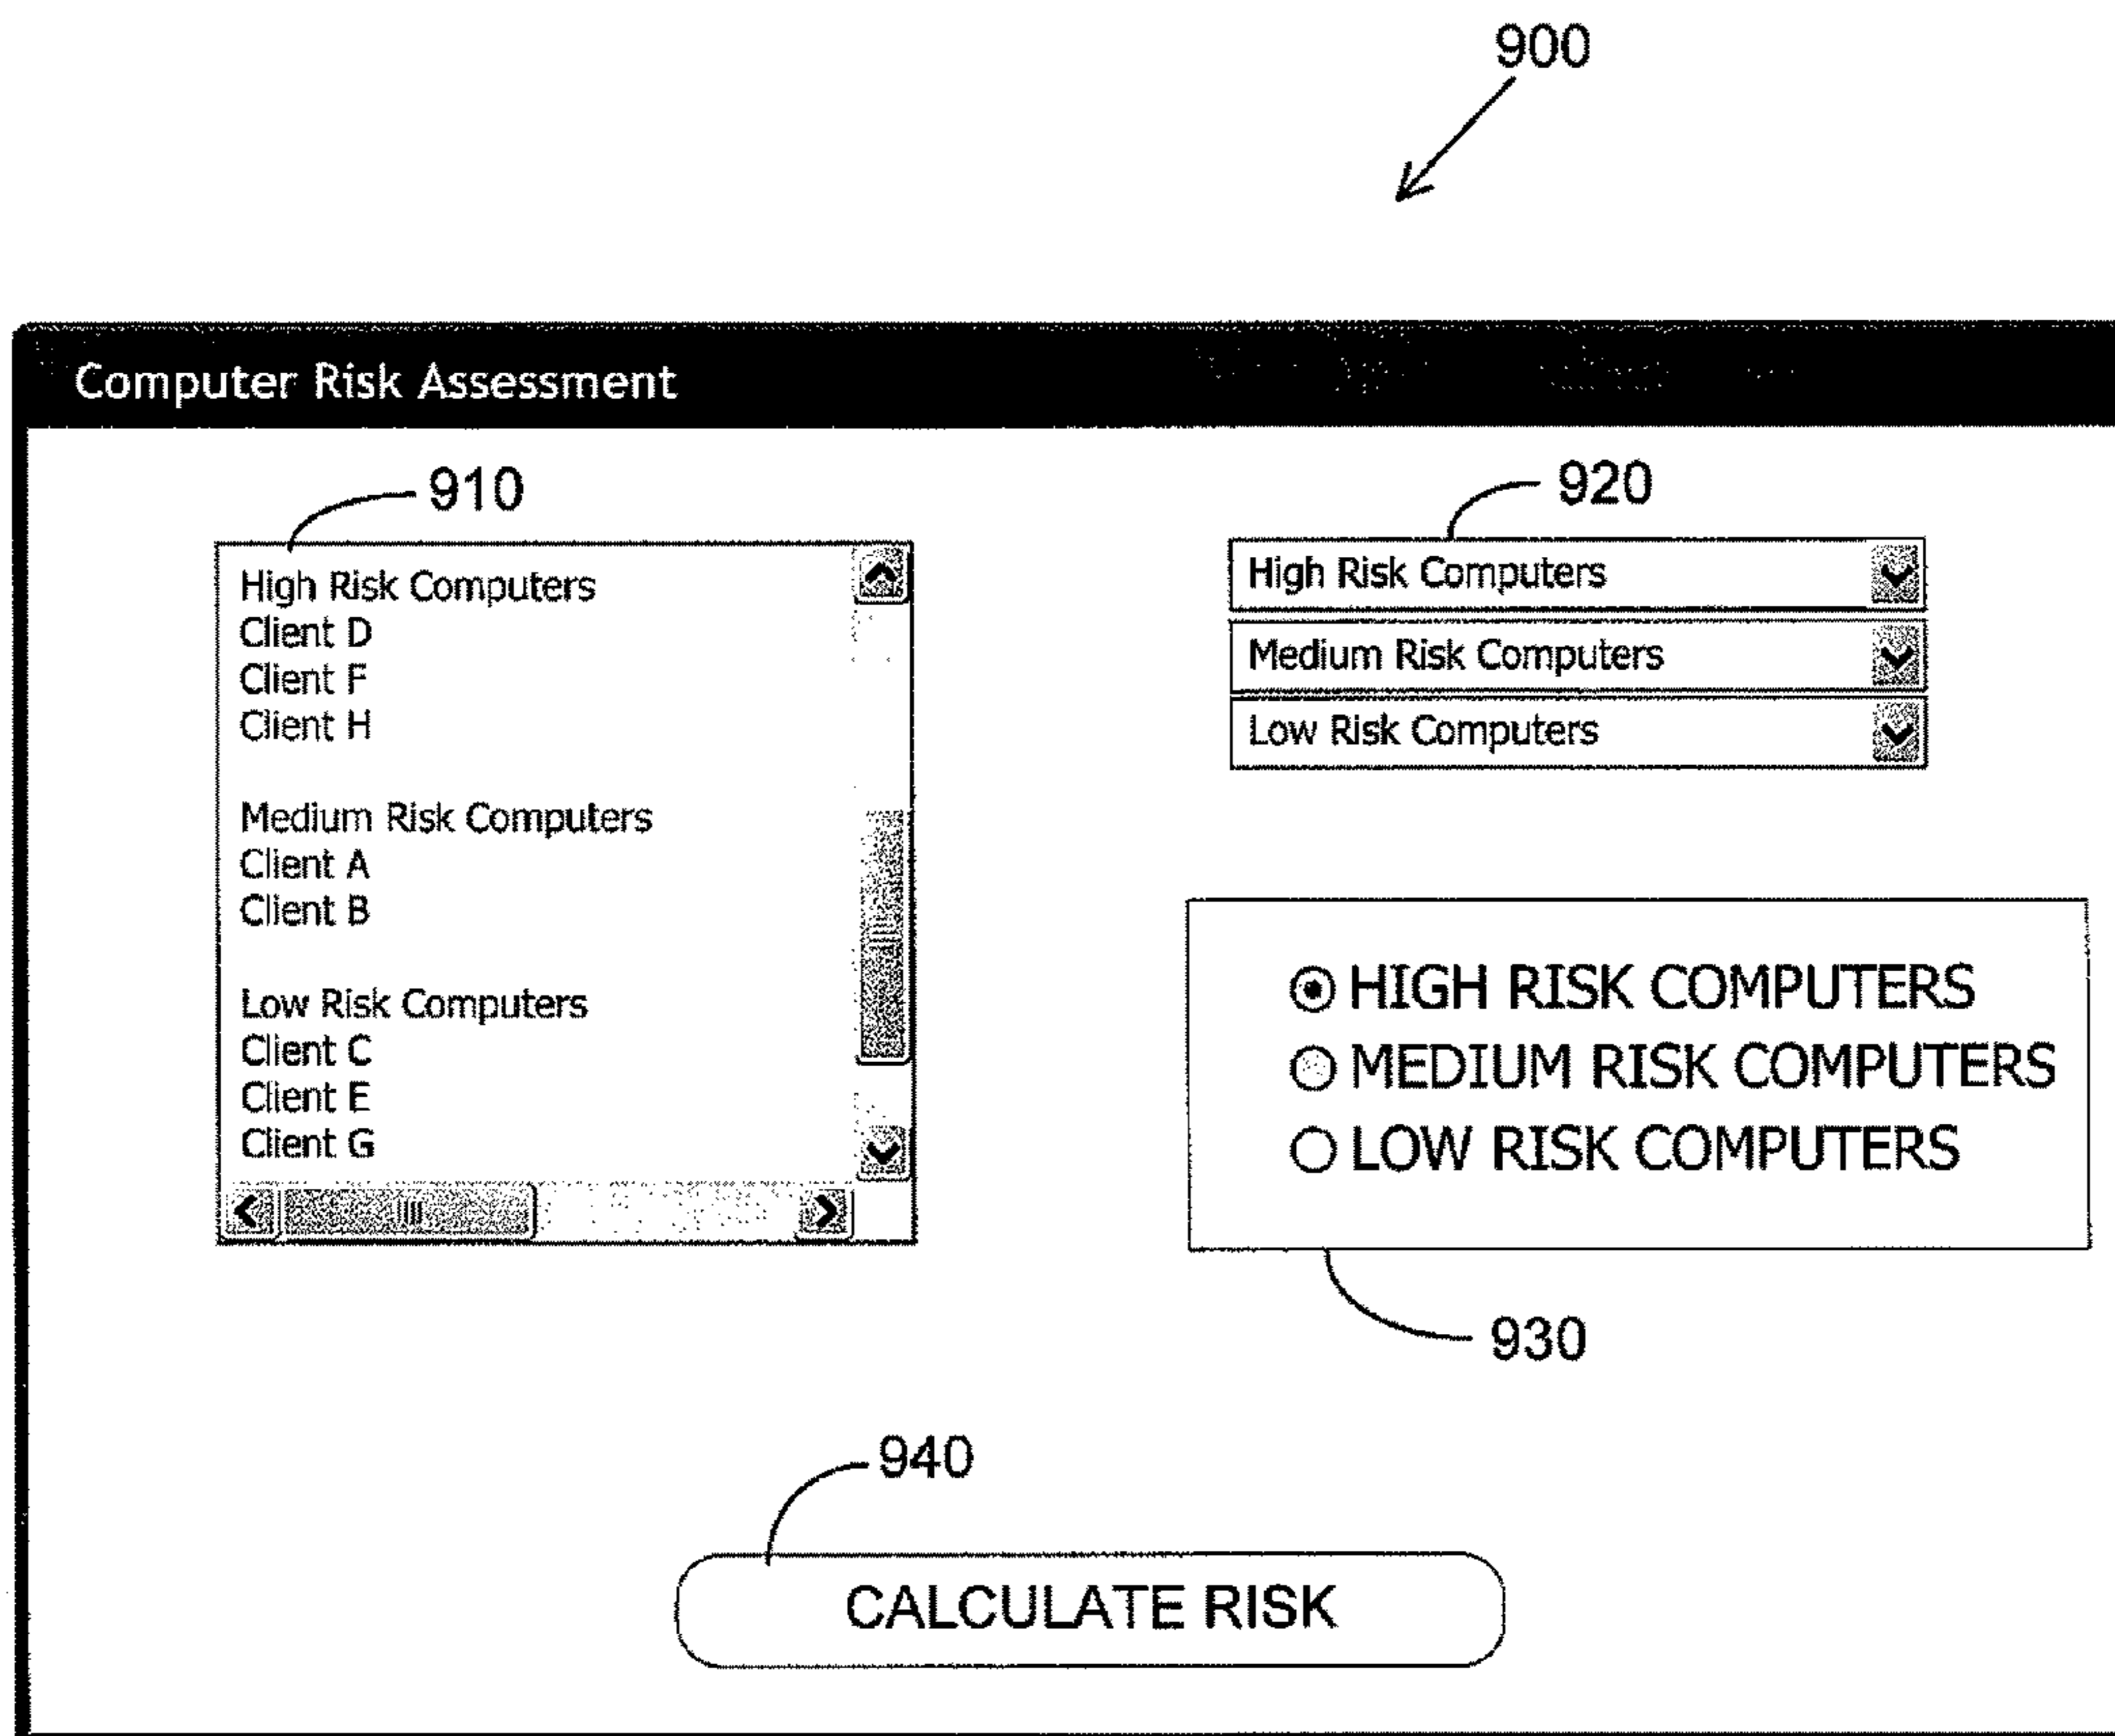 900
Computer Risk Assessment
910
High Risk Computers
Client D
Client F
Client H
Medium Risk Computers
Client A
Client B
Low Risk Computers
Client C
Client E
Client G
920
High Risk Computers
Medium Risk Computers
Low Risk Computers
HIGH RISK COMPUTERS
MEDIUM RISK COMPUTERS
LOW RISK COMPUTERS
930
940
CALCULATE RISK